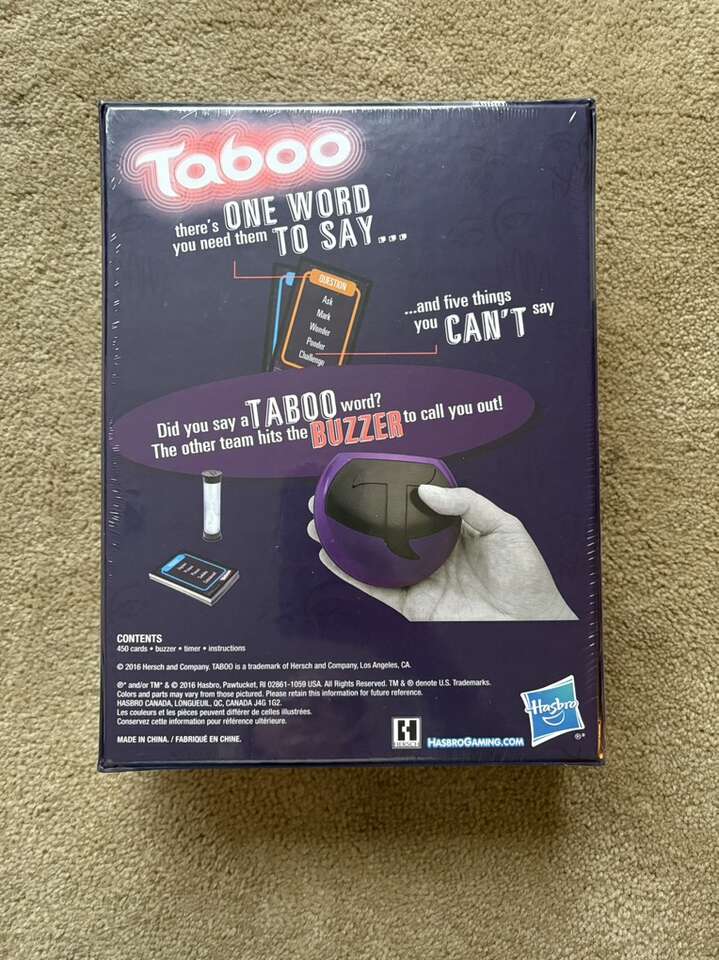 Taboo
there's ONE WORD
you need them TO SAY...
QUESTION
Ask
Mark
Wonder
Ponder
Challenge
...and five things
you CAN'T say
Did you say a TABOO word?
The other team hits the BUZZER to call you out!
T
CONTENTS
450 cards • buzzer • timer • instructions
© 2016 Hersch and Company. TABOO is a trademark of Hersch and Company, Los Angeles, CA.
®* and/or TM* & © 2016 Hasbro, Pawtucket, RI 02861-1059 USA. All Rights Reserved. TM & ® denote U.S. Trademarks.
Colors and parts may vary from those pictured. Please retain this information for future reference.
HASBRO CANADA, LONGUEUIL, QC, CANADA J4G 1G2.
Les couleurs et les pièces peuvent différer de celles illustrées.
Conservez cette information pour référence ultérieure.
MADE IN CHINA. / FABRIQUÉ EN CHINE.
H
HERSCH
HASBROGAMING.COM
Hasbro
®*